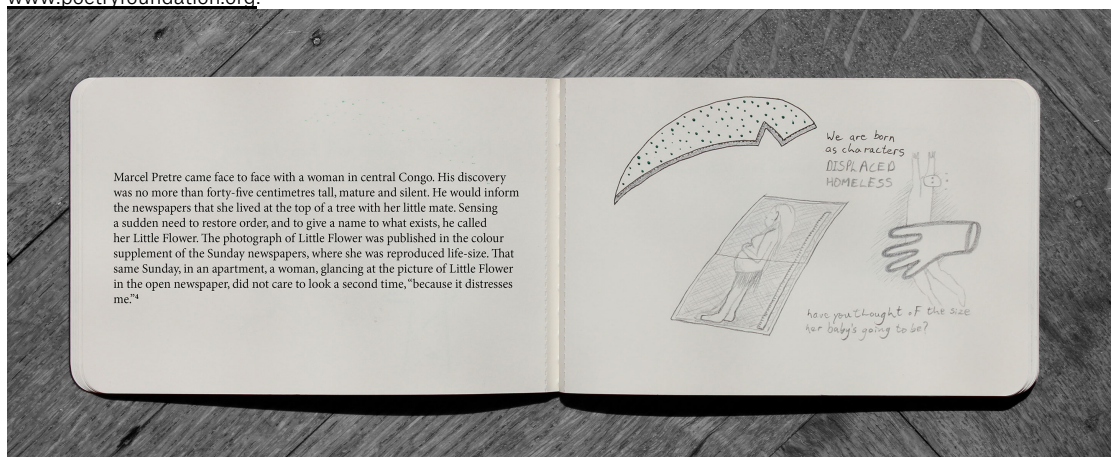 www.poetryfoundation.org.
Marcel Pretre came face to face with a woman in central Congo. His discovery
was no more than forty-five centimetres tall, mature and silent. He would inform
the newspapers that she lived at the top of a tree with her little mate. Sensing
a sudden need to restore order, and to give a name to what exists, he called
her Little Flower. The photograph of Little Flower was published in the colour
supplement of the Sunday newspapers, where she was reproduced life-size. That
same Sunday, in an apartment, a woman, glancing at the picture of Little Flower
in the open newspaper, did not care to look a second time, “because it distresses
me.”⁴
We are born
as characters
DISPLACED
HOMELESS
have you thought of the size
her baby's going to be?